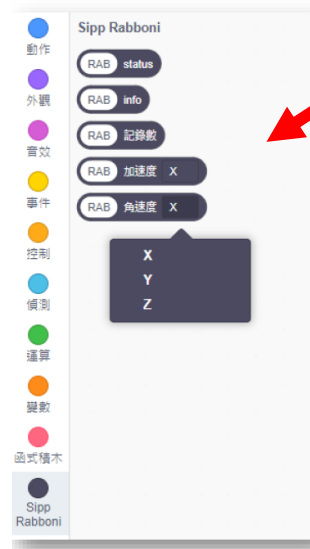 動作
外觀
音效
事件
控制
偵測
運算
變數
函式積木
Sipp
Rabboni
Sipp Rabboni
RAB status
RAB info
RAB 記錄數
RAB 加速度 X
RAB 角速度 X
X
Y
Z